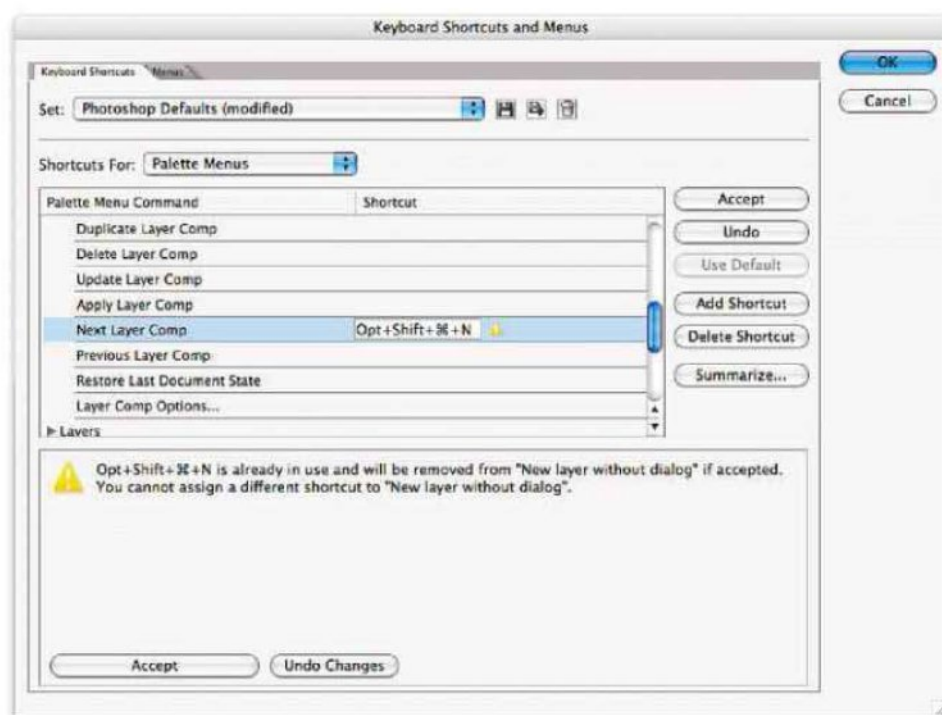 Keyboard Shortcuts and Menus
Keyboard Shortcuts Menus
OK
Set: Photoshop Defaults (modified)
Cancel
Shortcuts For: Palette Menus
Palette Menu Command Shortcut
Accept
Duplicate Layer Comp
Undo
Delete Layer Comp
Use Default
Update Layer Comp
Apply Layer Comp
Add Shortcut
Next Layer Comp Opt+Shift+⌘+N
Delete Shortcut
Previous Layer Comp
Restore Last Document State
Summarize...
Layer Comp Options...
Layers
Opt+Shift+⌘+N is already in use and will be removed from "New layer without dialog" if accepted.
You cannot assign a different shortcut to "New layer without dialog".
Accept Undo Changes